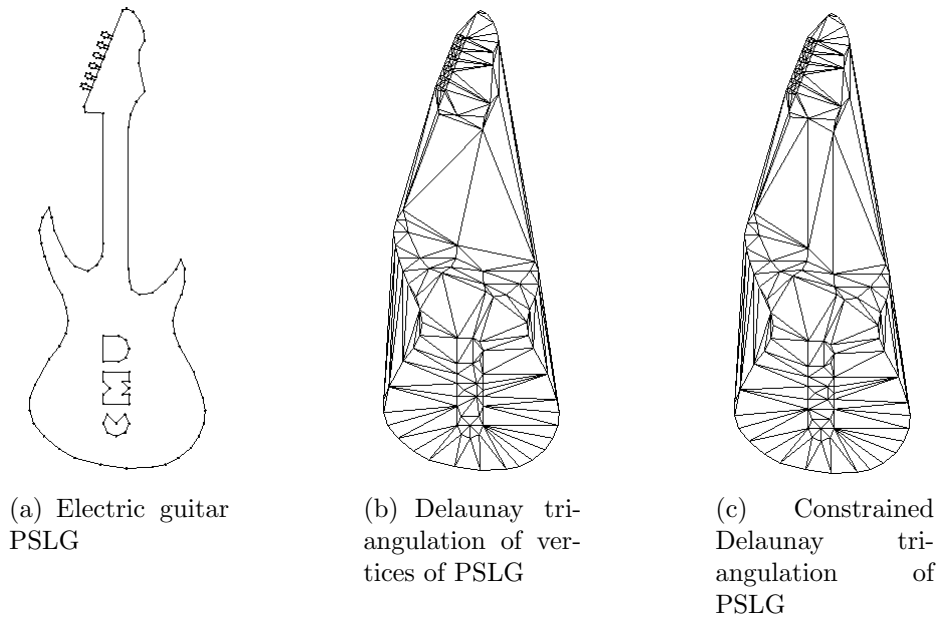 (a) Electric guitar
PSLG
(b) Delaunay tri-
angulation of ver-
tices of PSLG
(c) Constrained
Delaunay tri-
angulation of
PSLG